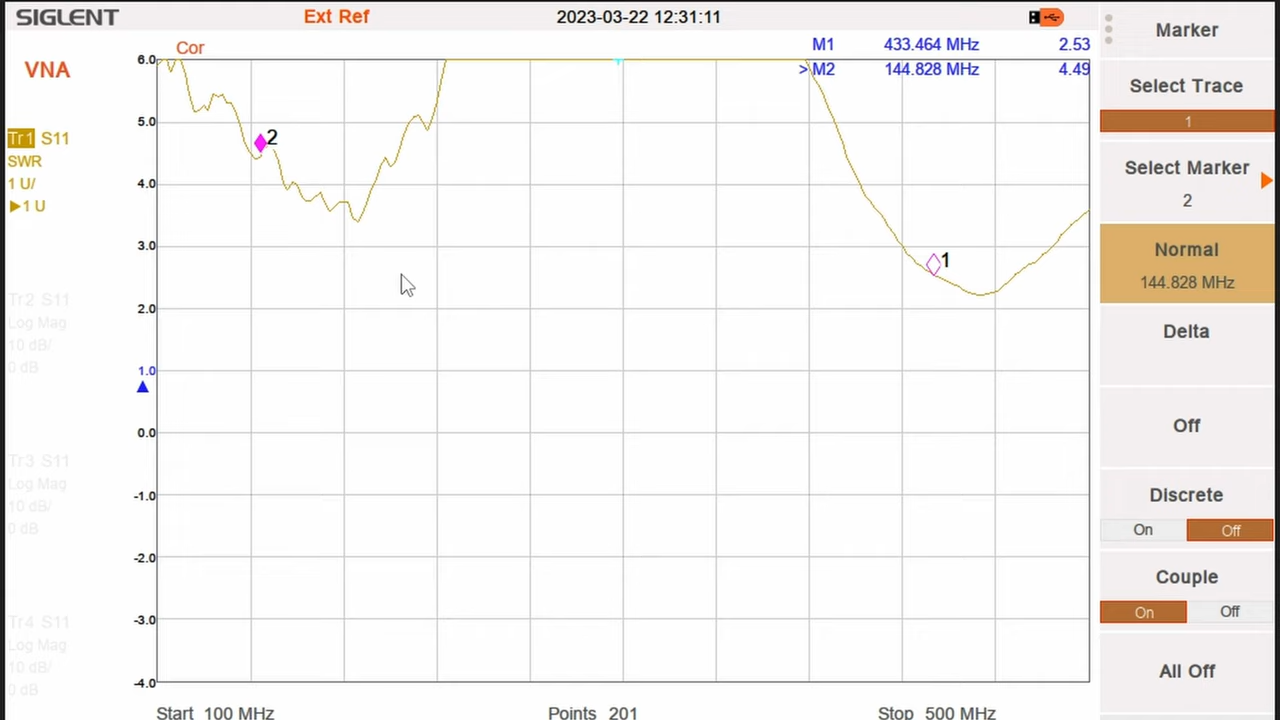 SIGLENT Ext Ref 2023-03-22 12:31:11
VNA
Cor
M1 433.464 MHz 2.53
> M2 144.828 MHz 4.49
Tr1 S11
SWR
1 U/
▶1 U
Tr2 S11
Log Mag
10 dB/
0 dB
Tr3 S11
Log Mag
10 dB/
0 dB
Tr4 S11
Log Mag
10 dB/
0 dB
6.0
5.0
4.0
3.0
2.0
1.0
0.0
-1.0
-2.0
-3.0
-4.0
2
1
Start 100 MHz Points 201 Stop 500 MHz
Marker
Select Trace
1
Select Marker
2
Normal
144.828 MHz
Delta
Off
Discrete
On Off
Couple
On Off
All Off